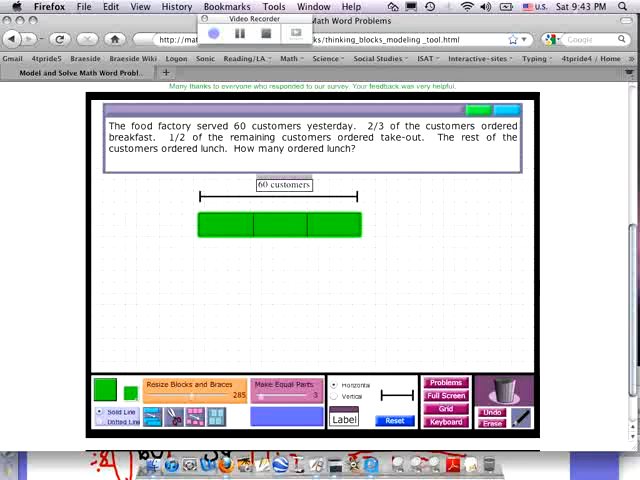 Firefox File Edit View History Bookmarks Tools Window Help U.S. Sat 9:43 PM
Video Recorder
Math Word Problems
http://mat
ks/thinking_blocks_modeling _tool.html
Google
Gmail 4tpride5 Braeside Braeside Wiki Logon Sonic Reading/LA Math Science Social Studies ISAT Interactive-sites Typing 4tpride4 / Home
Model and Solve Math Word Probl...
Many thanks to everyone who responded to our survey. Your feedback was very helpful.
The food factory served 60 customers yesterday. 2/3 of the customers ordered
breakfast. 1/2 of the remaining customers ordered take-out. The rest of the
customers ordered lunch. How many ordered lunch?
60 customers
Resize Blocks and Braces
285
Make Equal Parts
3
Horizontal
Vertical
Solid Line
Dotted Line
Label
Reset
Problems
Full Screen
Grid
Keyboard
Undo
Erase